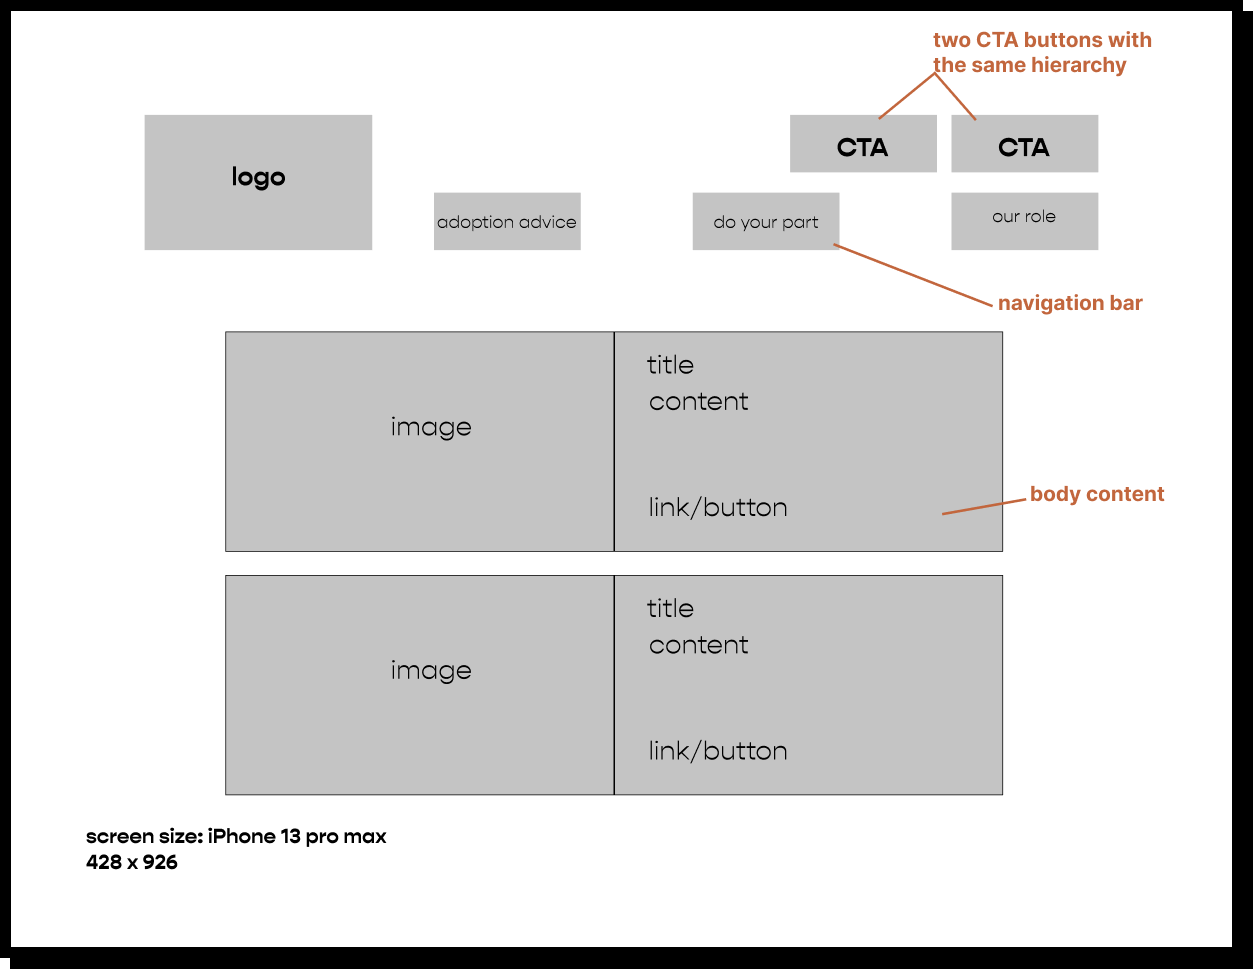 two CTA buttons with
the same hierarchy
logo
CTA
CTA
adoption advice
do your part
our role
navigation bar
image
title
content
link/button
body content
image
title
content
link/button
screen size: iPhone 13 pro max
428 x 926